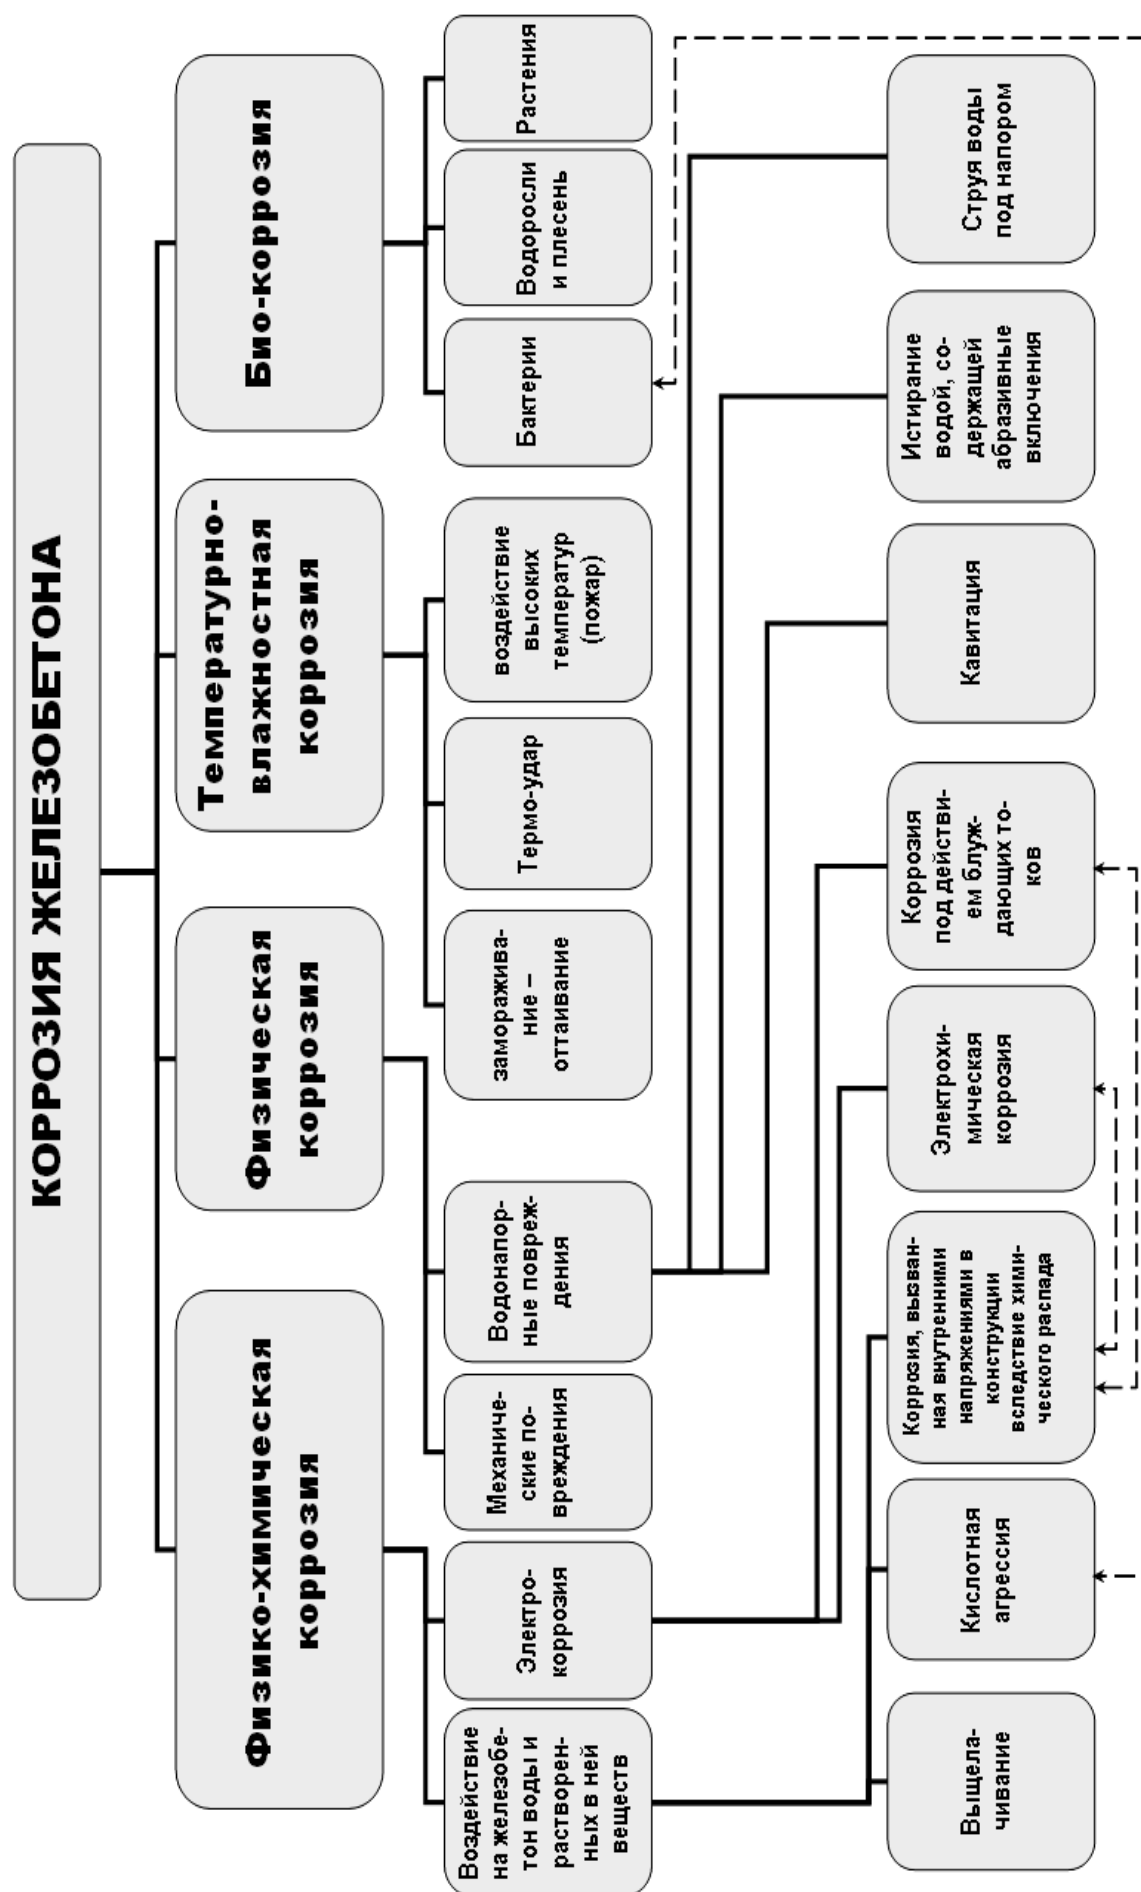 КОРРОЗИЯ ЖЕЛЕЗОБЕТОНА
Физико-химическая
коррозия
Физическая
коррозия
Температурно-
влажностная
коррозия
Био-коррозия
Воздействие
на железобе-
тон воды и
растворен-
ных в ней
веществ
Электро-
коррозия
Механиче-
ские по-
вреждения
Водонапор-
ные повреж-
дения
заморажива-
ние –
оттаивание
Термо-удар
воздействие
высоких
температур
(пожар)
Бактерии
Водоросли
и плесень
Растения
Выщела-
чивание
Кислотная
агрессия
Коррозия, вызван-
ная внутренними
напряжениями в
конструкции
вследствие хими-
ческого распада
Электрохи-
мическая
коррозия
Коррозия
под действи-
ем блуж-
дающих то-
ков
Кавитация
Истирание
водой, со-
держащей
абразивные
включения
Струя воды
под напором